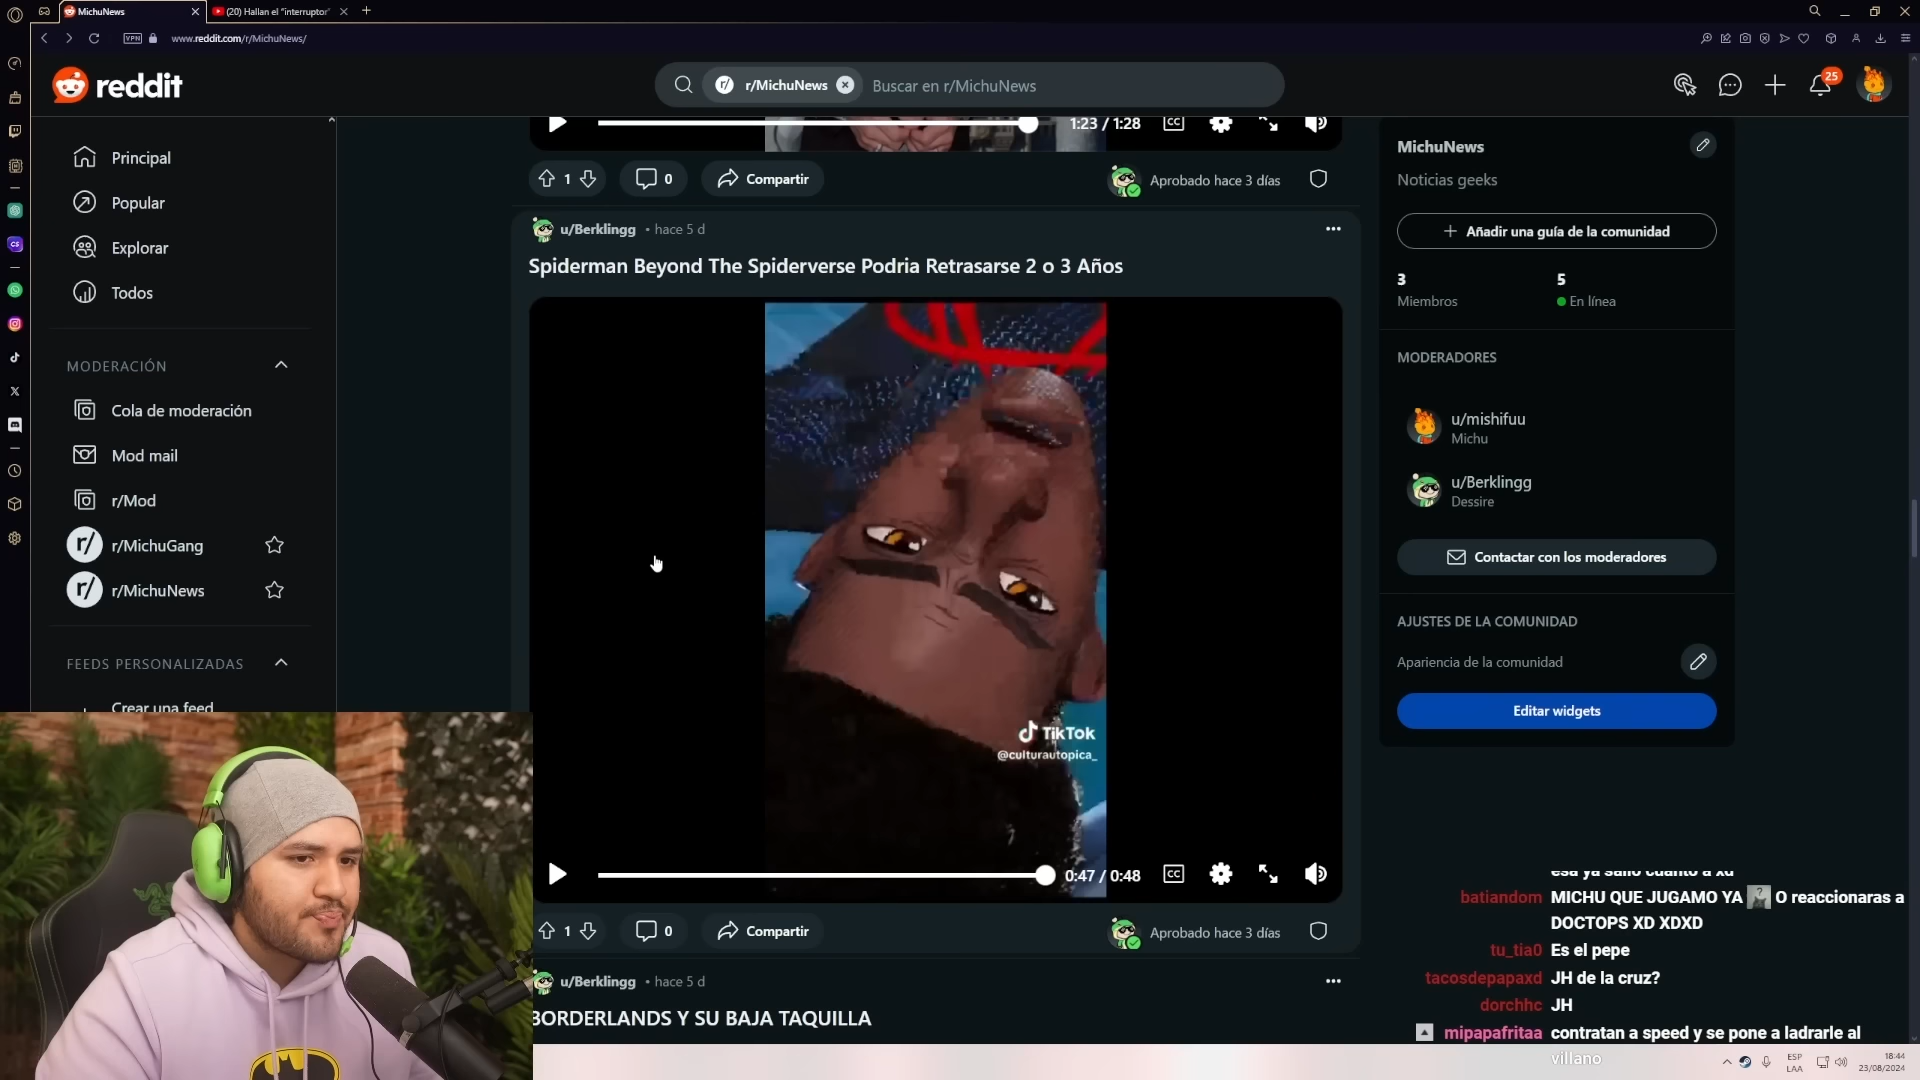 MichuNews
(20) Hallan el "interruptor"
VPN
www.reddit.com/r/MichuNews/
reddit
r/
r/MichuNews
Buscar en r/MichuNews
25
Principal
Popular
Explorar
Todos
MODERACIÓN
Cola de moderación
Mod mail
r/Mod
r/ r/MichuGang
r/ r/MichuNews
FEEDS PERSONALIZADAS
Crear una feed
1:23 / 1:28
CC
1
0
Compartir
Aprobado hace 3 días
u/Berklingg • hace 5 d
Spiderman Beyond The Spiderverse Podria Retrasarse 2 o 3 Años
TikTok
@culturautopica_
0:47 / 0:48
CC
1
0
Compartir
Aprobado hace 3 días
u/Berklingg • hace 5 d
BORDERLANDS Y SU BAJA TAQUILLA
MichuNews
Noticias geeks
Añadir una guía de la comunidad
3
Miembros
5
En línea
MODERADORES
u/mishifuu
Michu
u/Berklingg
Dessire
Contactar con los moderadores
AJUSTES DE LA COMUNIDAD
Apariencia de la comunidad
Editar widgets
esa ya salio cuanto a xd
batiandom MICHU QUE JUGAMO YA O reaccionaras a
DOCTOPS XD XDXD
tu_tia0 Es el pepe
tacosdepapaxd JH de la cruz?
dorchhc JH
mipapafritaa contratan a speed y se pone a ladrarle al
villano
ESP
LAA
18:44
23/08/2024